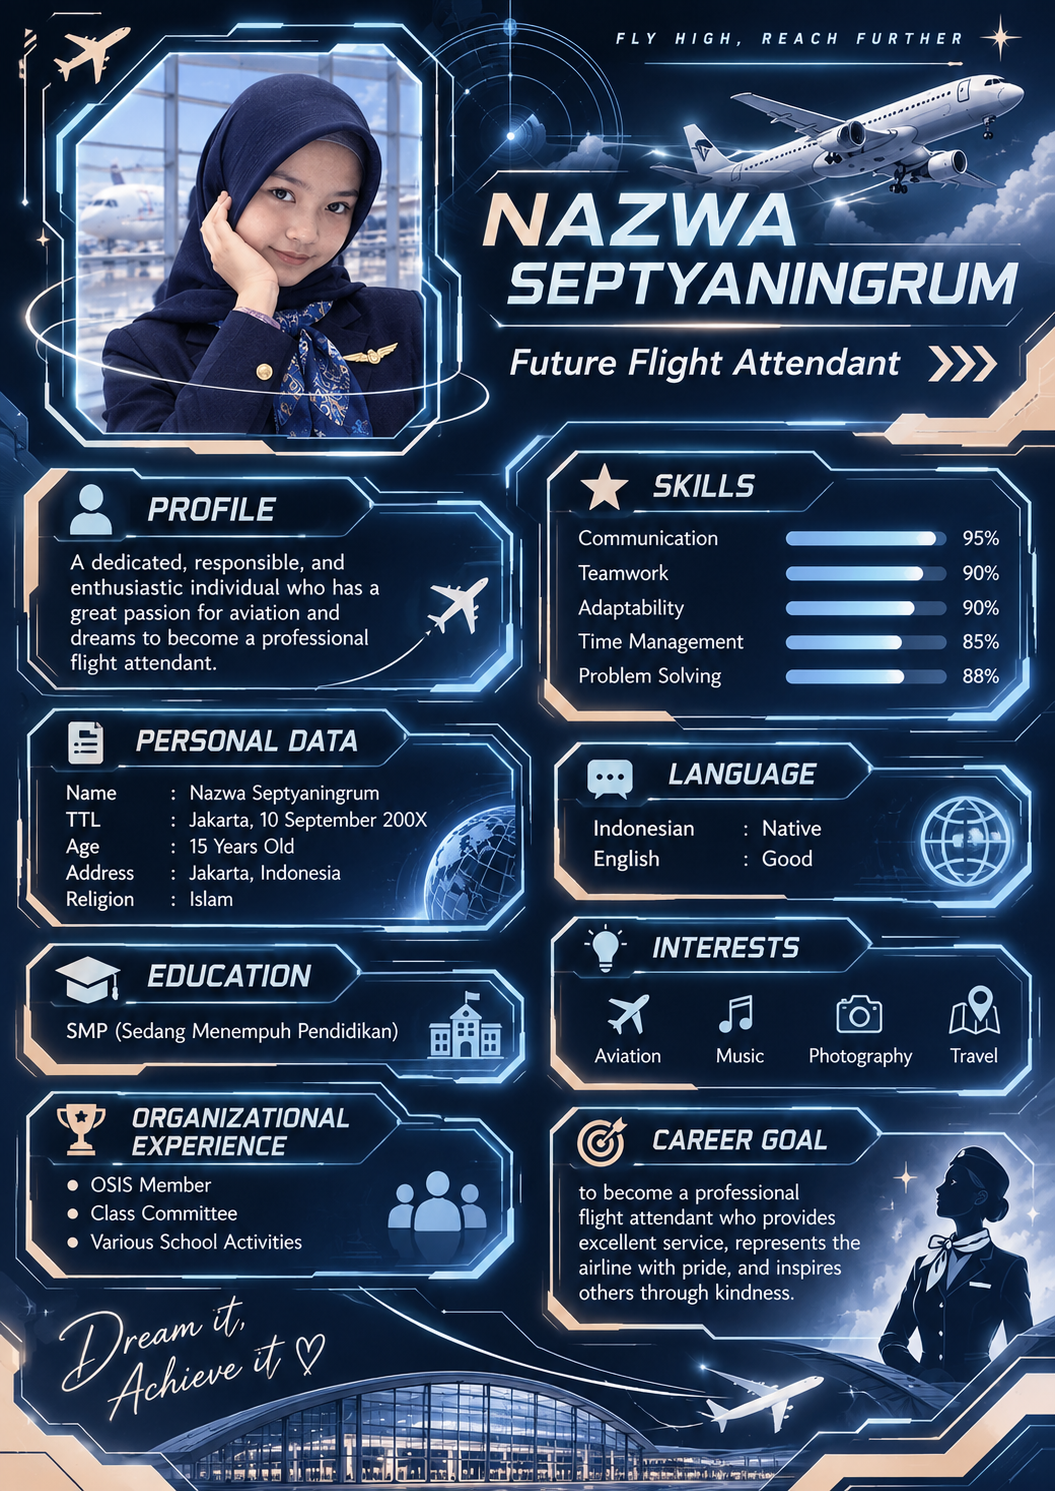 FLY HIGH, REACH FURTHER
NAZWA
SEPTYANINGRUM
Future Flight Attendant
PROFILE
A dedicated, responsible, and
enthusiastic individual who has a
great passion for aviation and
dreams to become a professional
flight attendant.
PERSONAL DATA
Name : Nazwa Septyaningrum
TTL : Jakarta, 10 September 200X
Age : 15 Years Old
Address : Jakarta, Indonesia
Religion : Islam
EDUCATION
SMP (Sedang Menempuh Pendidikan)
ORGANIZATIONAL
EXPERIENCE
● OSIS Member
● Class Committee
● Various School Activities
Dream it,
Achieve it ♡
SKILLS
Communication 95%
Teamwork 90%
Adaptability 90%
Time Management 85%
Problem Solving 88%
LANGUAGE
Indonesian : Native
English : Good
INTERESTS
Aviation Music Photography Travel
CAREER GOAL
to become a professional
flight attendant who provides
excellent service, represents the
airline with pride, and inspires
others through kindness.